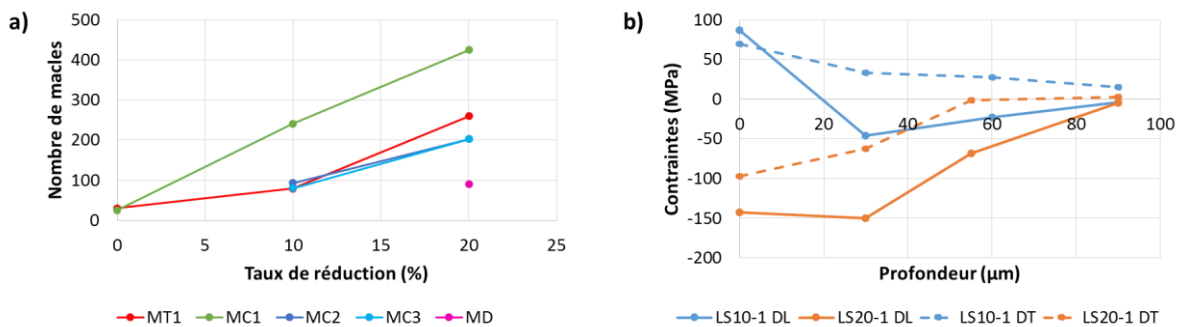 a)
Nombre de macles
500
400
300
200
100
0
0 5 10 15 20 25
Taux de réduction (%)
MT1 MC1 MC2 MC3 MD
b)
Contraintes (MPa)
100
50
0
-50
-100
-150
-200
0 20 40 60 80 100
Profondeur (µm)
LS10-1 DL LS20-1 DL LS10-1 DT LS20-1 DT